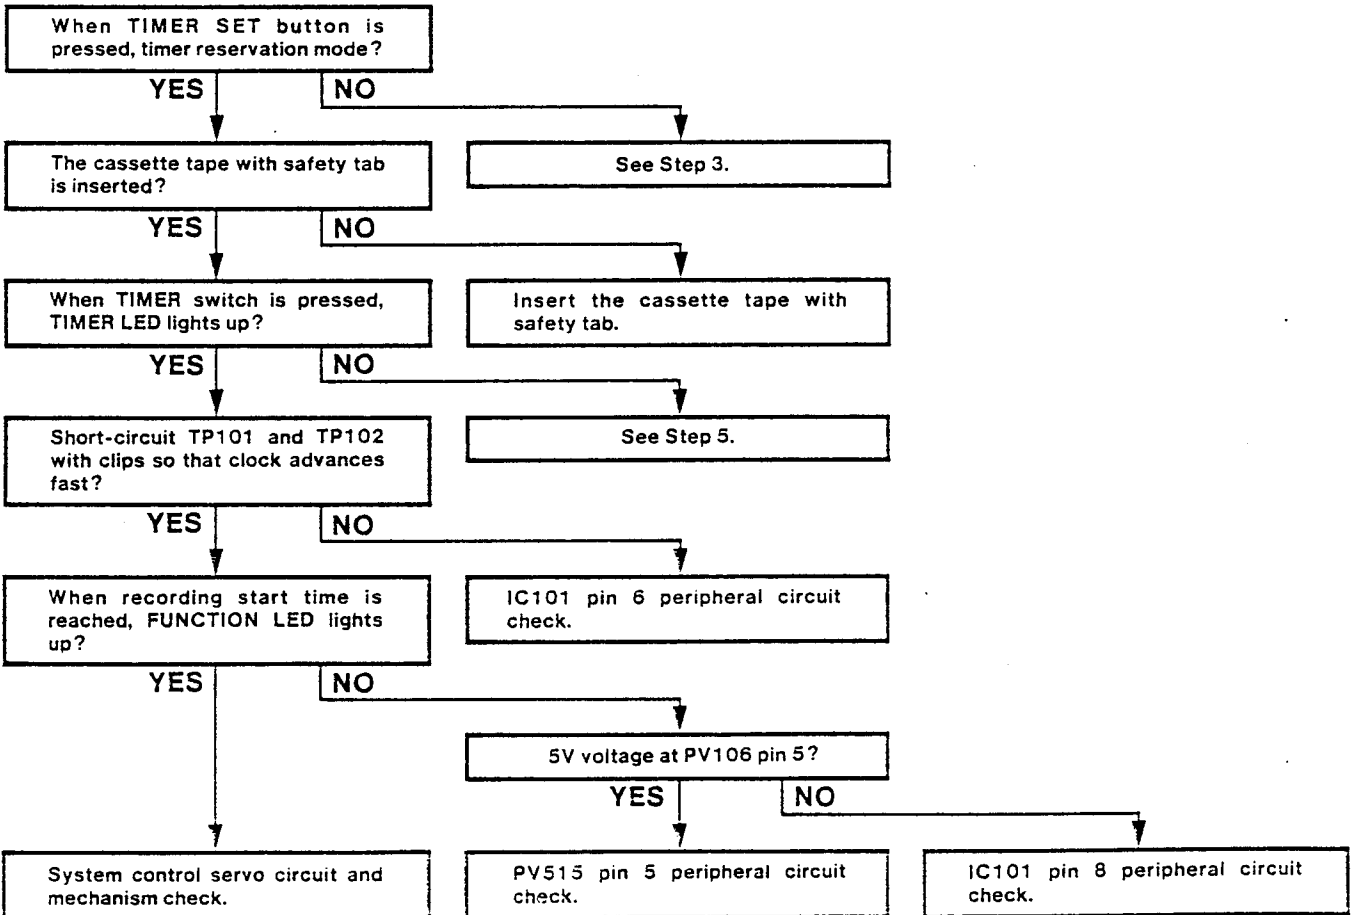 When TIMER SET button is
pressed, timer reservation mode?
YES
NO
The cassette tape with safety tab
is inserted?
See Step 3.
YES
NO
When TIMER switch is pressed,
TIMER LED lights up?
Insert the cassette tape with
safety tab.
YES
NO
Short-circuit TP101 and TP102
with clips so that clock advances
fast?
See Step 5.
YES
NO
When recording start time is
reached, FUNCTION LED lights
up?
IC101 pin 6 peripheral circuit
check.
YES
NO
5V voltage at PV106 pin 5?
YES
NO
System control servo circuit and
mechanism check.
PV515 pin 5 peripheral circuit
check.
IC101 pin 8 peripheral circuit
check.